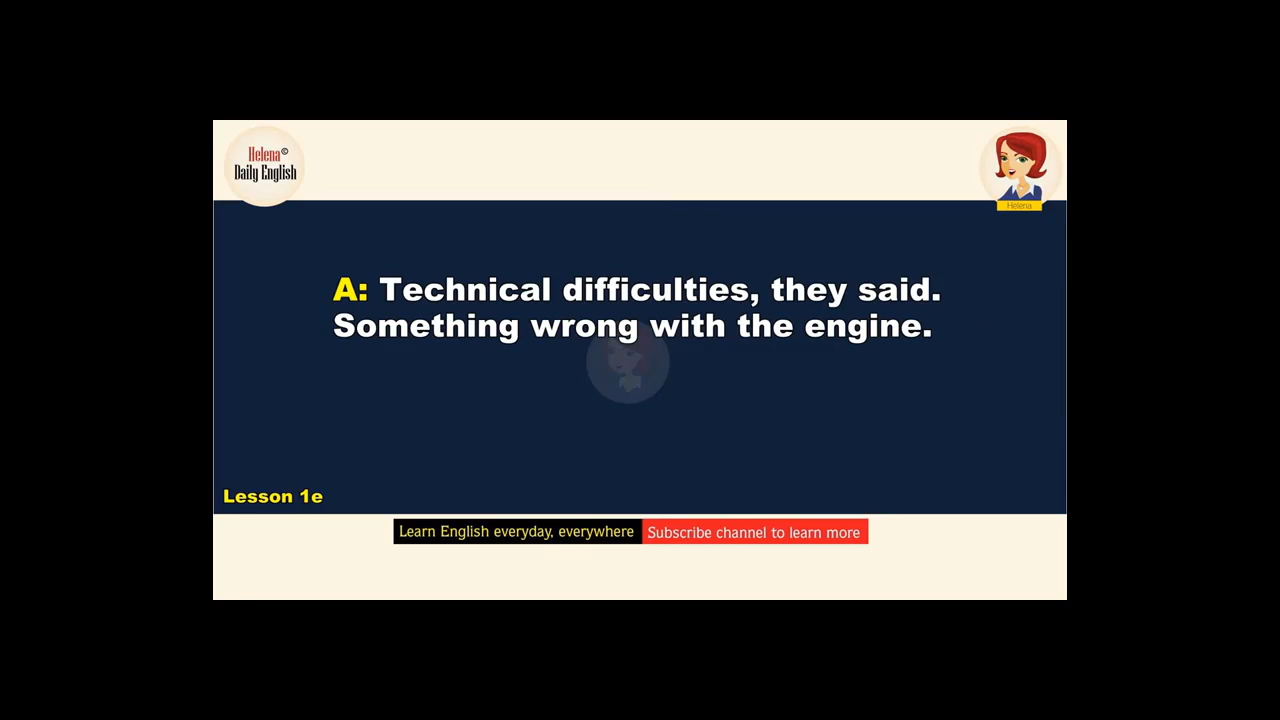 Helena©
Daily English
Helena
A: Technical difficulties, they said.
Something wrong with the engine.
Lesson 1e
Learn English everyday, everywhere
Subscribe channel to learn more